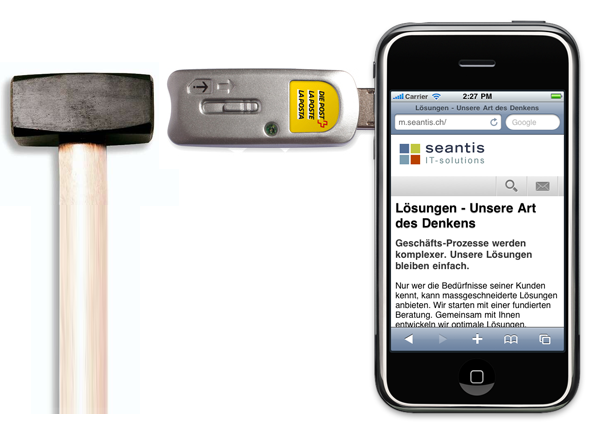 DIE POST
LA POSTE
LA POSTA
Carrier 2:27 PM
Lösungen - Unsere Art des Denkens
m.seantis.ch/ Google
seantis
IT-solutions
Lösungen - Unsere Art
des Denkens
Geschäfts-Prozesse werden
komplexer. Unsere Lösungen
bleiben einfach.
Nur wer die Bedürfnisse seiner Kunden
kennt, kann massgeschneiderte Lösungen
anbieten. Wir starten mit einer fundierten
Beratung. Gemeinsam mit Ihnen
entwickeln wir optimale Lösungen,